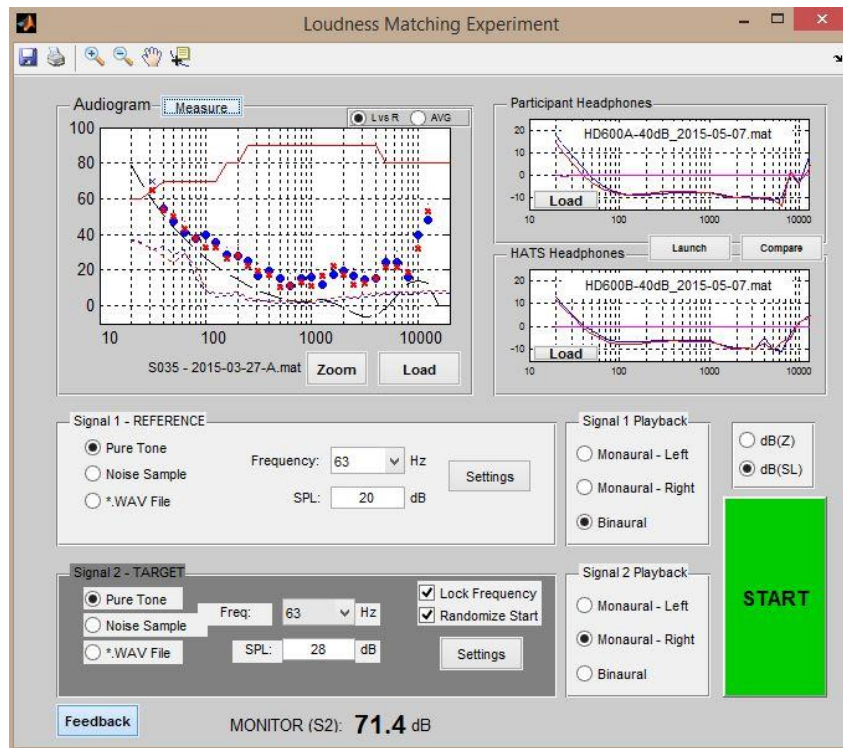 Loudness Matching Experiment
Audiogram
Measure
L vs R
AVG
100
80
60
40
20
0
10
100
1000
10000
S035 - 2015-03-27-A.mat
Zoom
Load
Participant Headphones
HD600A-40dB_2015-05-07.mat
20
10
0
-10
Load
10
100
1000
10000
Launch
Compare
HATS Headphones
HD600B-40dB_2015-05-07.mat
20
10
0
-10
Load
10
100
1000
10000
Signal 1 - REFERENCE
Pure Tone
Noise Sample
*.WAV File
Frequency: 63 Hz
SPL: 20 dB
Settings
Signal 1 Playback
Monaural - Left
Monaural - Right
Binaural
dB(Z)
dB(SL)
Signal 2 - TARGET
Pure Tone
Noise Sample
*.WAV File
Freq: 63 Hz
SPL: 28 dB
Lock Frequency
Randomize Start
Settings
Signal 2 Playback
Monaural - Left
Monaural - Right
Binaural
START
Feedback
MONITOR (S2): 71.4 dB